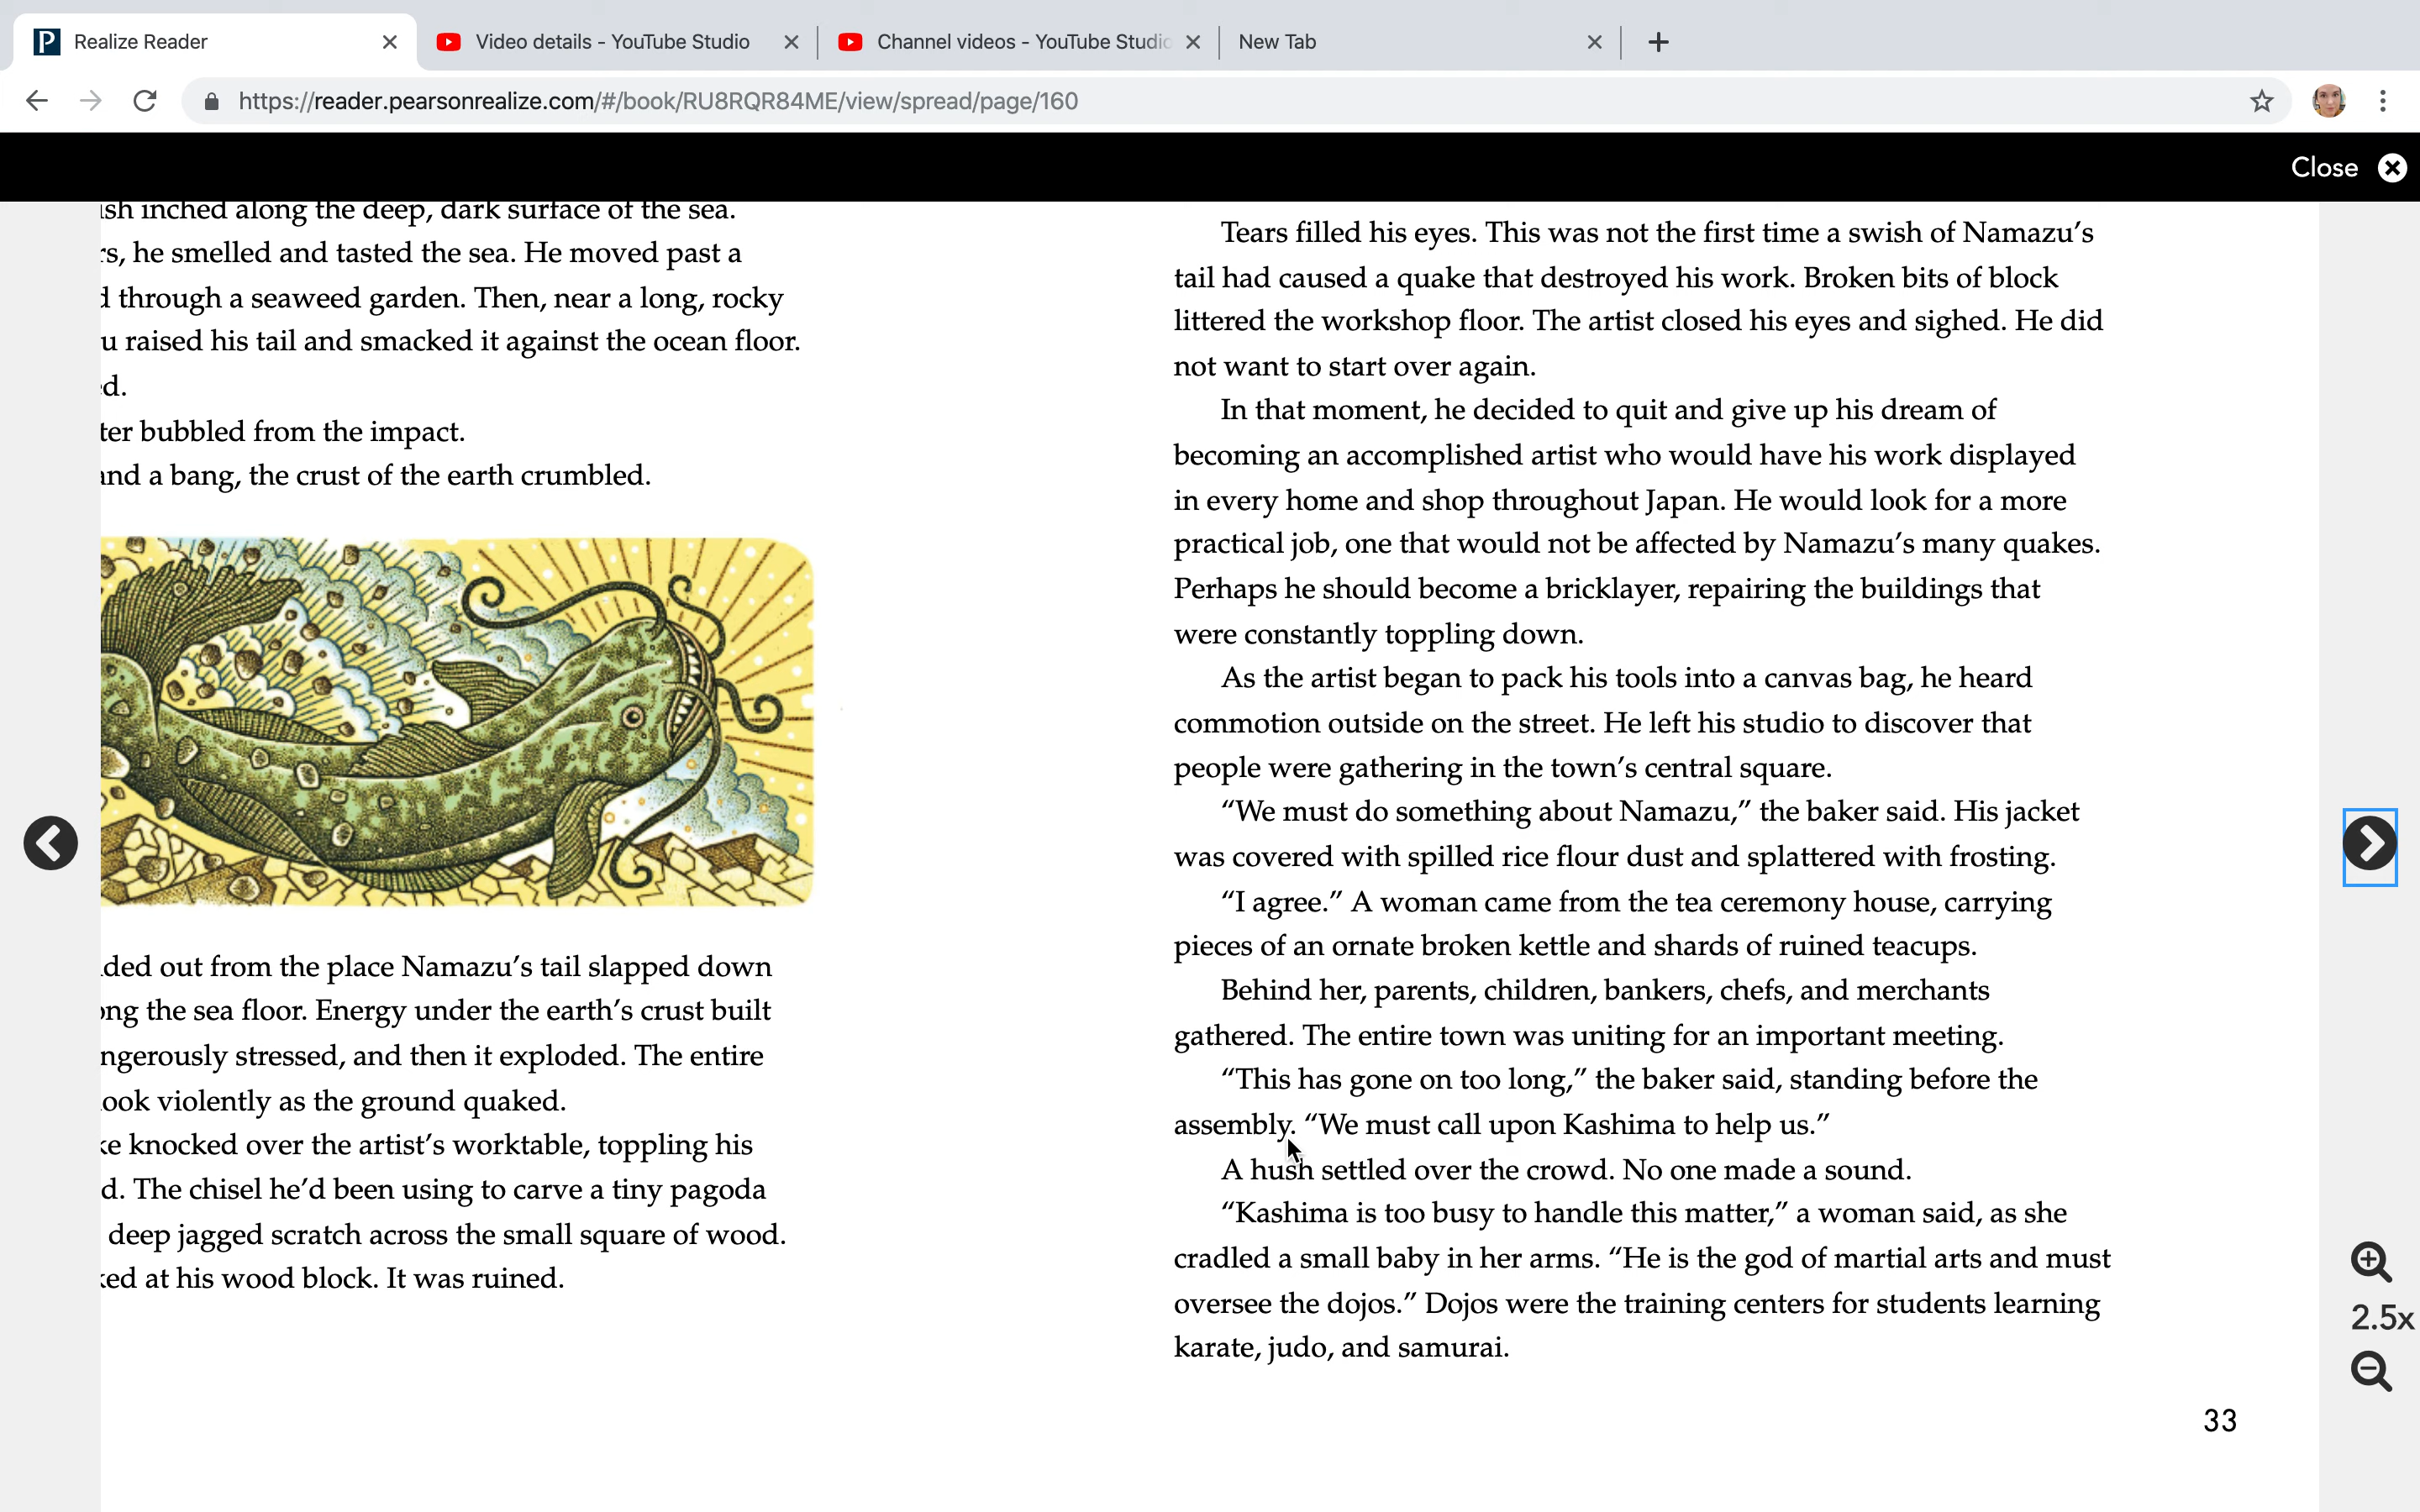 Realize Reader
Video details - YouTube Studio
Channel videos - YouTube Studio
New Tab
https://reader.pearsonrealize.com/#/book/RU8RQR84ME/view/spread/page/160
Close
ish inched along the deep, dark surface of the sea.
rs, he smelled and tasted the sea. He moved past a
d through a seaweed garden. Then, near a long, rocky
u raised his tail and smacked it against the ocean floor.
ed.
ter bubbled from the impact.
and a bang, the crust of the earth crumbled.
ded out from the place Namazu’s tail slapped down
ong the sea floor. Energy under the earth’s crust built
ngerously stressed, and then it exploded. The entire
ook violently as the ground quaked.
ke knocked over the artist’s worktable, toppling his
d. The chisel he’d been using to carve a tiny pagoda
deep jagged scratch across the small square of wood.
ked at his wood block. It was ruined.
Tears filled his eyes. This was not the first time a swish of Namazu’s
tail had caused a quake that destroyed his work. Broken bits of block
littered the workshop floor. The artist closed his eyes and sighed. He did
not want to start over again.
In that moment, he decided to quit and give up his dream of
becoming an accomplished artist who would have his work displayed
in every home and shop throughout Japan. He would look for a more
practical job, one that would not be affected by Namazu’s many quakes.
Perhaps he should become a bricklayer, repairing the buildings that
were constantly toppling down.
As the artist began to pack his tools into a canvas bag, he heard
commotion outside on the street. He left his studio to discover that
people were gathering in the town’s central square.
“We must do something about Namazu,” the baker said. His jacket
was covered with spilled rice flour dust and splattered with frosting.
“I agree.” A woman came from the tea ceremony house, carrying
pieces of an ornate broken kettle and shards of ruined teacups.
Behind her, parents, children, bankers, chefs, and merchants
gathered. The entire town was uniting for an important meeting.
“This has gone on too long,” the baker said, standing before the
assembly. “We must call upon Kashima to help us.”
A hush settled over the crowd. No one made a sound.
“Kashima is too busy to handle this matter,” a woman said, as she
cradled a small baby in her arms. “He is the god of martial arts and must
oversee the dojos.” Dojos were the training centers for students learning
karate, judo, and samurai.
2.5x
33